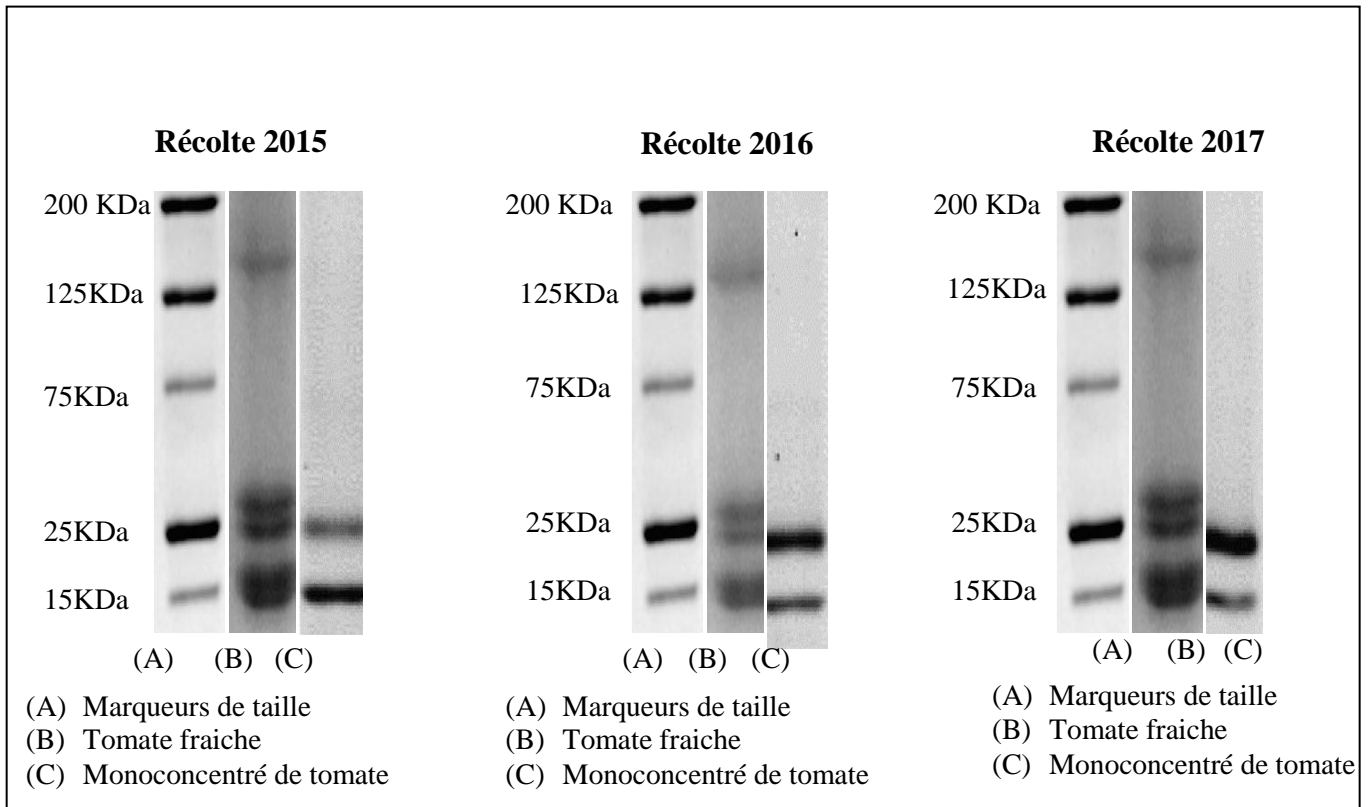 Récolte 2015
200 KDa
125KDa
75KDa
25KDa
15KDa
(A) (B) (C)
(A) Marqueurs de taille
(B) Tomate fraiche
(C) Monoconcentré de tomate
Récolte 2016
200 KDa
125KDa
75KDa
25KDa
15KDa
(A) (B) (C)
(A) Marqueurs de taille
(B) Tomate fraiche
(C) Monoconcentré de tomate
Récolte 2017
200 KDa
125KDa
75KDa
25KDa
15KDa
(A) (B) (C)
(A) Marqueurs de taille
(B) Tomate fraiche
(C) Monoconcentré de tomate